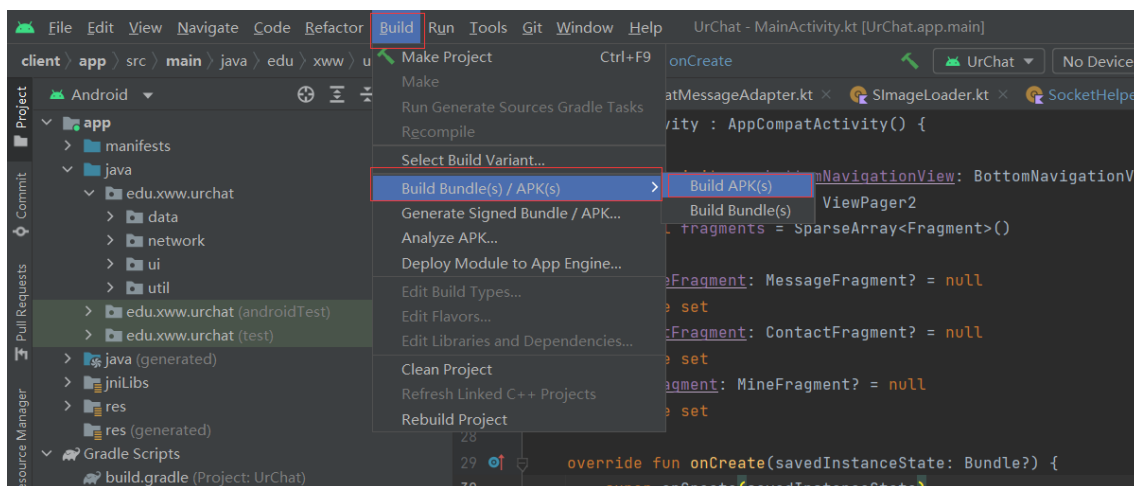 File Edit View Navigate Code Refactor Build Run Tools Git Window Help UrChat - MainActivity.kt [UrChat.app.main]
client app src main java edu xww u onCreate UrChat No Device
Project
Commit
Pull Requests
Android
app
manifests
java
edu.xww.urchat
data
network
ui
util
edu.xww.urchat (androidTest)
edu.xww.urchat (test)
java (generated)
jniLibs
res
res (generated)
Gradle Scripts
build.gradle (Project: UrChat)
Make Project Ctrl+F9
Make
Run Generate Sources Gradle Tasks
Recompile
Select Build Variant...
Build Bundle(s) / APK(s)
Generate Signed Bundle / APK...
Analyze APK...
Deploy Module to App Engine...
Edit Build Types...
Edit Flavors...
Edit Libraries and Dependencies...
Clean Project
Refresh Linked C++ Projects
Rebuild Project
Build APK(s)
Build Bundle(s)
atMessageAdapter.kt SImageLoader.kt SocketHelpe
vity : AppCompatActivity() {
mNavigationView: BottomNavigationV
ViewPager2
fragments = SparseArray<Fragment>()
eFragment: MessageFragment? = null
e set
tFragment: ContactFragment? = null
e set
agment: MineFragment? = null
e set
28
29 override fun onCreate(savedInstanceState: Bundle?) {
super.onCreate(savedInstanceState)